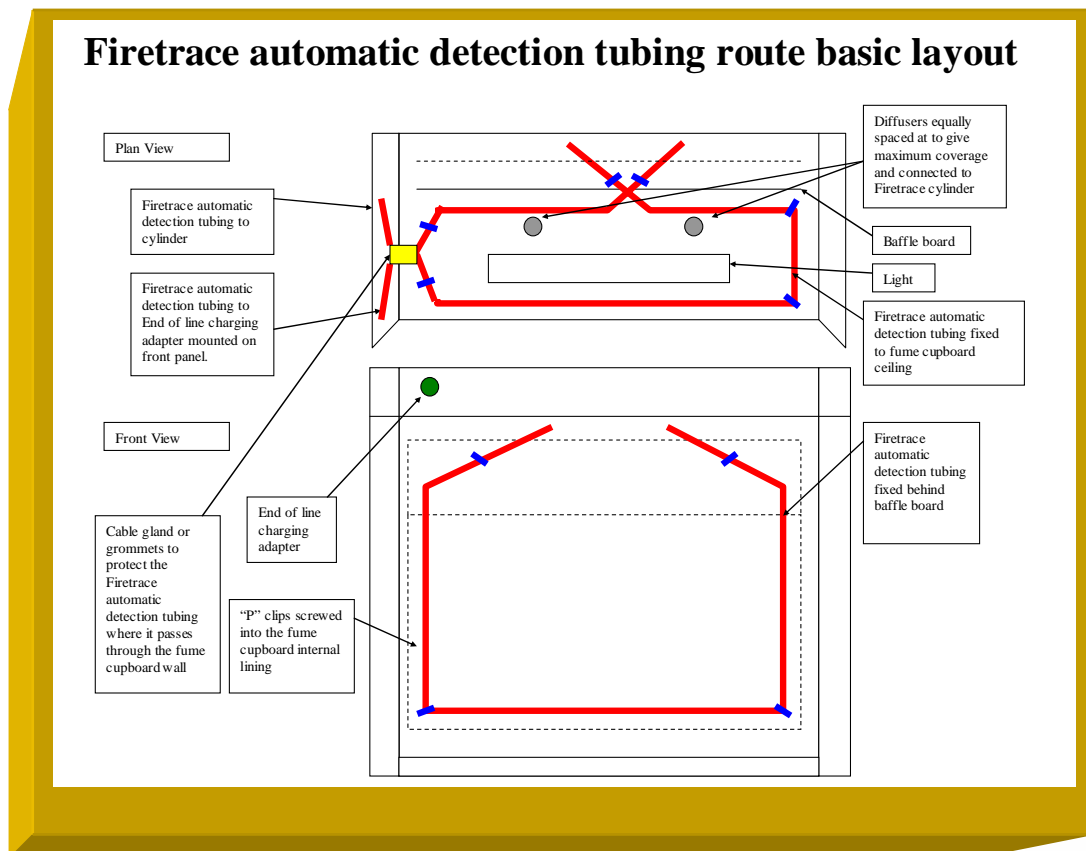 Firetrace automatic detection tubing route basic layout
Plan View
Firetrace automatic
detection tubing to
cylinder
Firetrace automatic
detection tubing to
End of line charging
adapter mounted on
front panel.
Front View
Cable gland or
grommets to
protect the
Firetrace
automatic
detection tubing
where it passes
through the fume
cupboard wall
End of line
charging
adapter
"P" clips screwed
into the fume
cupboard internal
lining
Diffusers equally
spaced at to give
maximum coverage
and connected to
Firetrace cylinder
Baffle board
Light
Firetrace automatic
detection tubing fixed
to fume cupboard
ceiling
Firetrace
automatic
detection tubing
fixed behind
baffle board